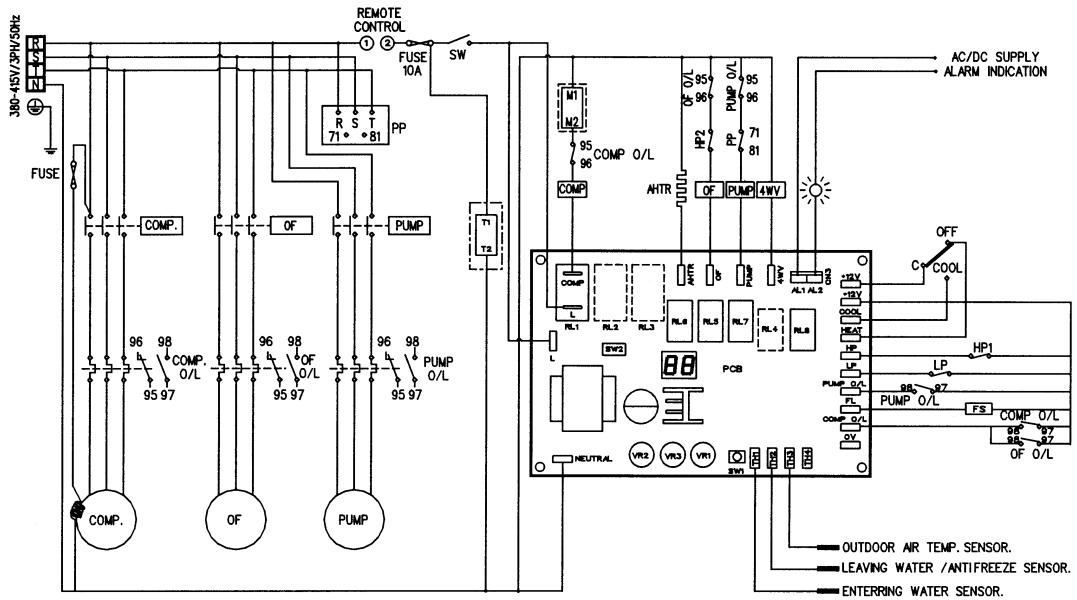 REMOTE
CONTROL
380-415V/3PH/50Hz
R
S
T
N
1 2
FUSE
10A
SW
R S T
71 81
PP
FUSE
COMP.
OF
PUMP
T1
T2
96 98
COMP.
O/L
95 97
96 98
OF
O/L
95 97
96 98
PUMP
O/L
95 97
COMP.
OF
PUMP
M1
M2
95
96
COMP O/L
COMP
AHTR
OF O/L
95
96
HP2
OF
PUMP O/L
95
96
PP
71
81
PUMP
4WV
AC/DC SUPPLY
ALARM INDICATION
COMP
L
RL1
RL2
RL3
AHTR
OF
PUMP
4WV
AL1 AL2
CN3
RL6
RL5
RL7
RL4
RL8
L
SW2
88
PCB
NEUTRAL
VR2
VR3
VR1
SW1
TH1
TH2
TH3
TH4
+12V
+12V
COOL
HEAT
HP
LP
PUMP O/L
FL
COMP O/L
0V
OFF
C
COOL
HP1
LP
98 97
PUMP O/L
FS
COMP O/L
98 97
98 97
OF O/L
OUTDOOR AIR TEMP. SENSOR.
LEAVING WATER /ANTIFREEZE SENSOR.
ENTERRING WATER SENSOR.